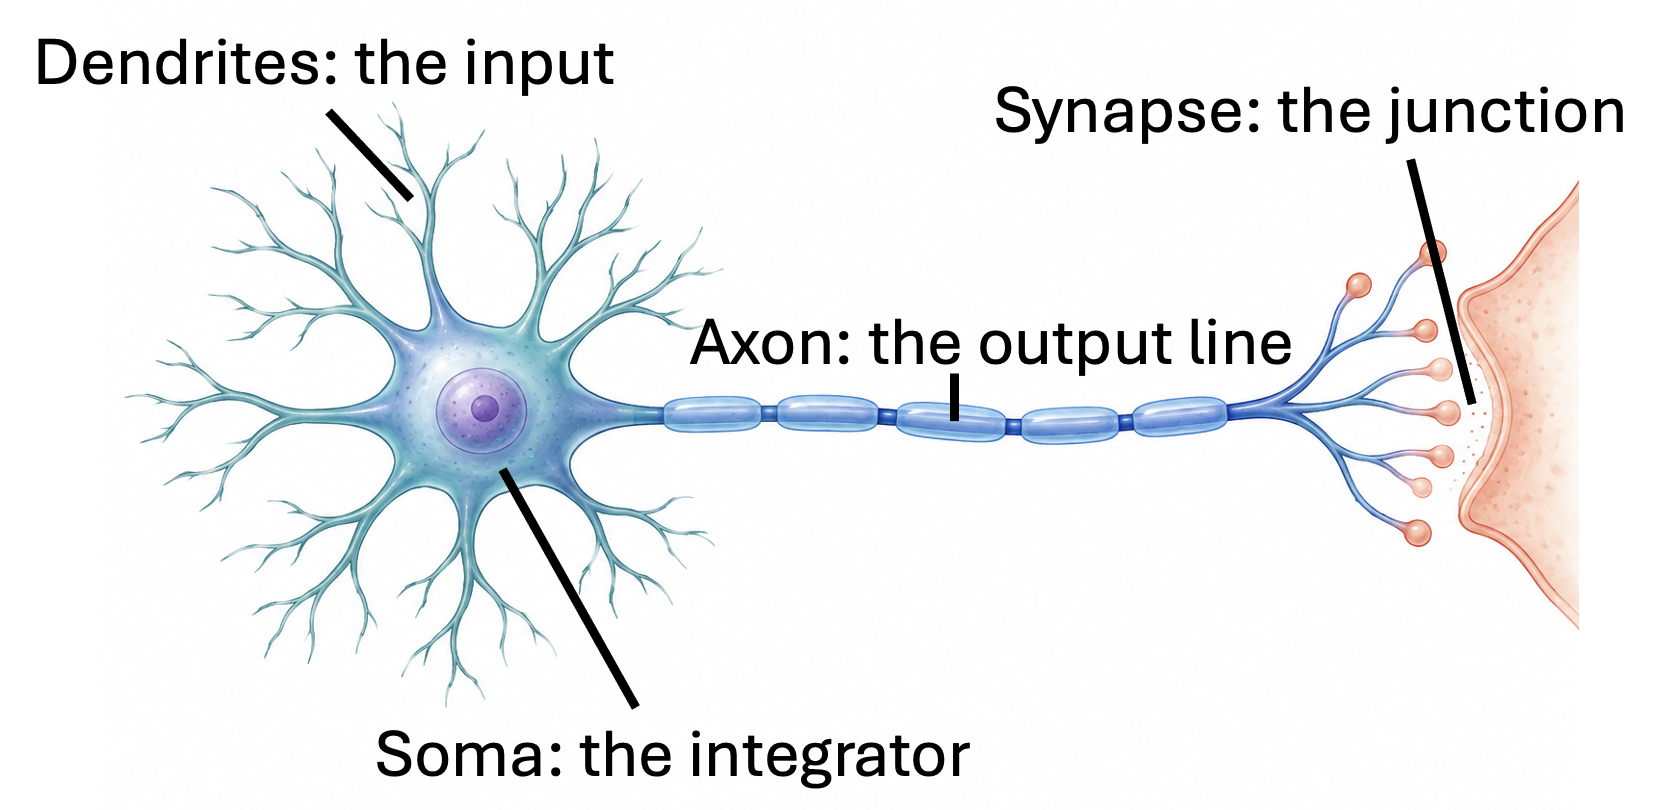 Dendrites: the input
Synapse: the junction
Axon: the output line
Soma: the integrator